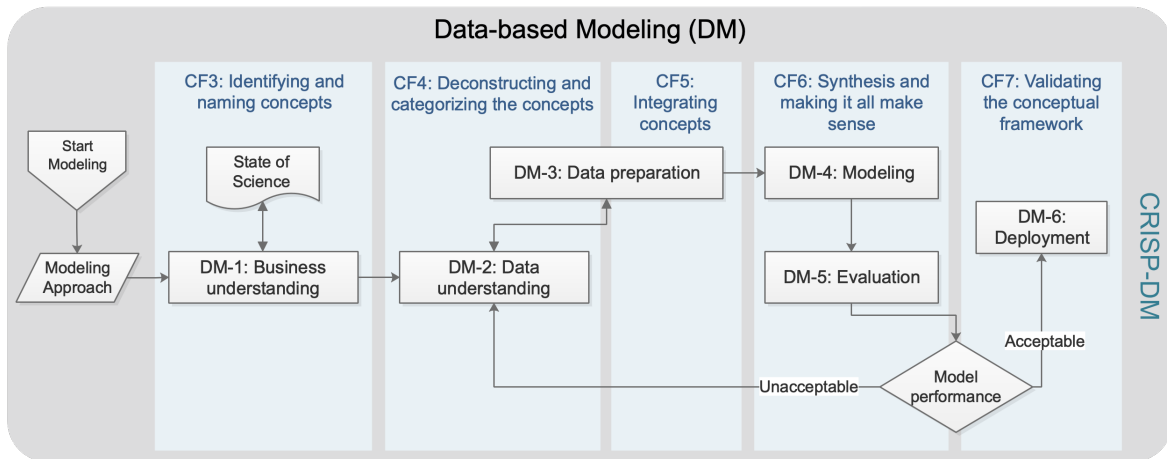 Data-based Modeling (DM)
CF3: Identifying and
naming concepts
CF4: Deconstructing and
categorizing the concepts
CF5:
Integrating
concepts
CF6: Synthesis and
making it all make
sense
CF7: Validating
the conceptual
framework
Start
Modeling
State of
Science
DM-3: Data preparation
DM-4: Modeling
DM-6:
Deployment
Modeling
Approach
DM-1: Business
understanding
DM-2: Data
understanding
DM-5: Evaluation
Acceptable
Unacceptable
Model
performance
CRISP-DM